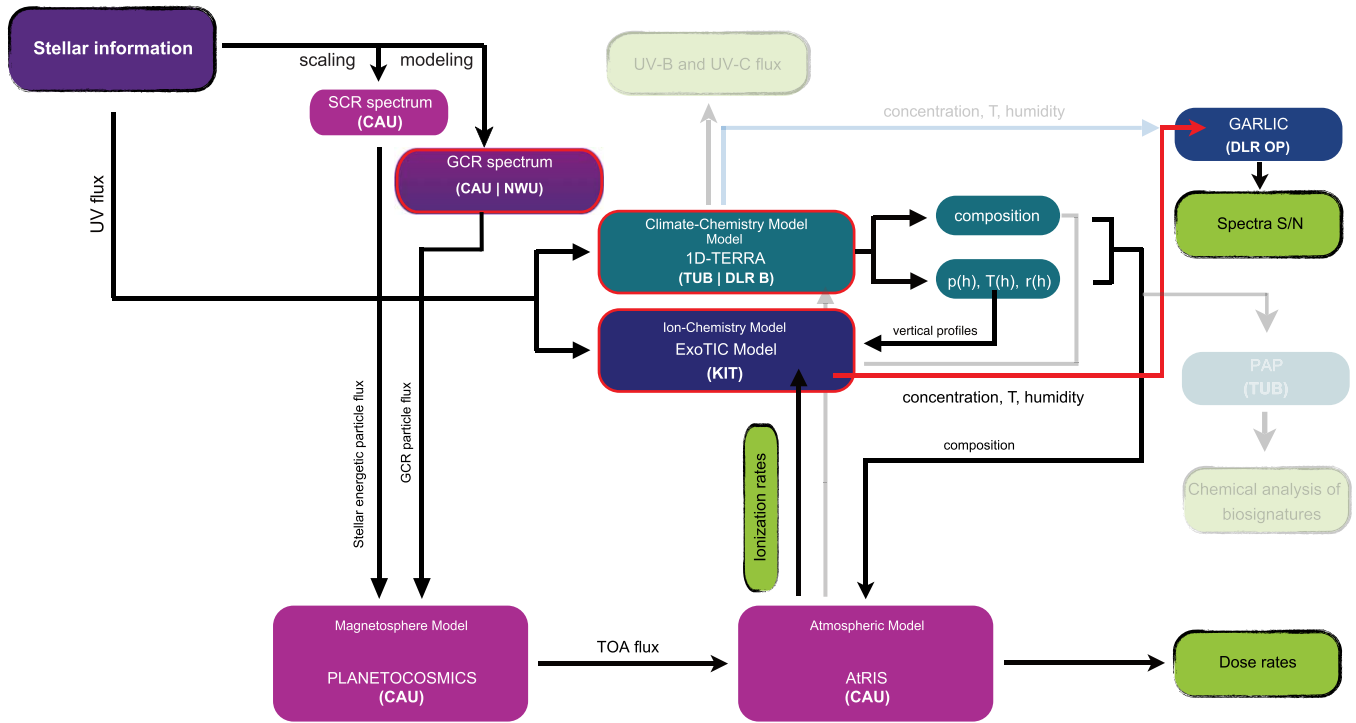 Stellar information
scaling
modeling
SCR spectrum
(CAU)
GCR spectrum
(CAU | NWU)
UV flux
UV-B and UV-C flux
concentration, T, humidity
GARLIC
(DLR OP)
Spectra S/N
Climate-Chemistry Model
Model
1D-TERRA
(TUB | DLR B)
composition
p(h), T(h), r(h)
vertical profiles
Ion-Chemistry Model
ExoTIC Model
(KIT)
concentration, T, humidity
PAP
(TUB)
composition
Chemical analysis of
biosignatures
Stellar energetic particle flux
GCR particle flux
Ionization rates
Magnetosphere Model
PLANETOCOSMICS
(CAU)
TOA flux
Atmospheric Model
AtRIS
(CAU)
Dose rates